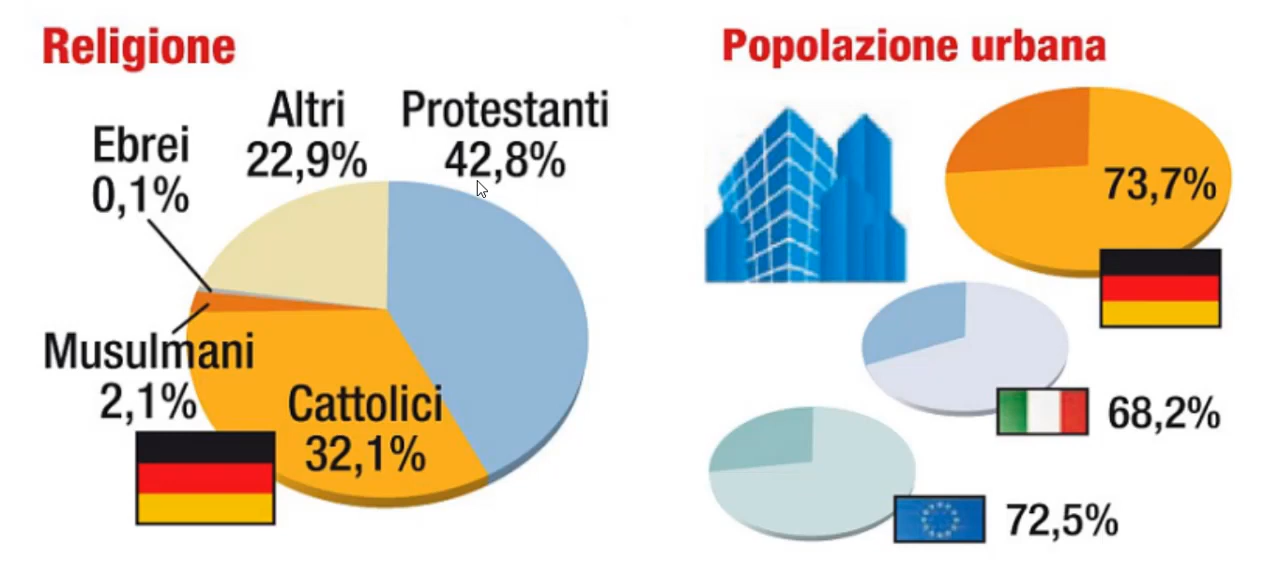 Religione
Altri
22,9%
Protestanti
42,8%
Ebrei
0,1%
Musulmani
2,1%
Cattolici
32,1%
Popolazione urbana
73,7%
68,2%
72,5%